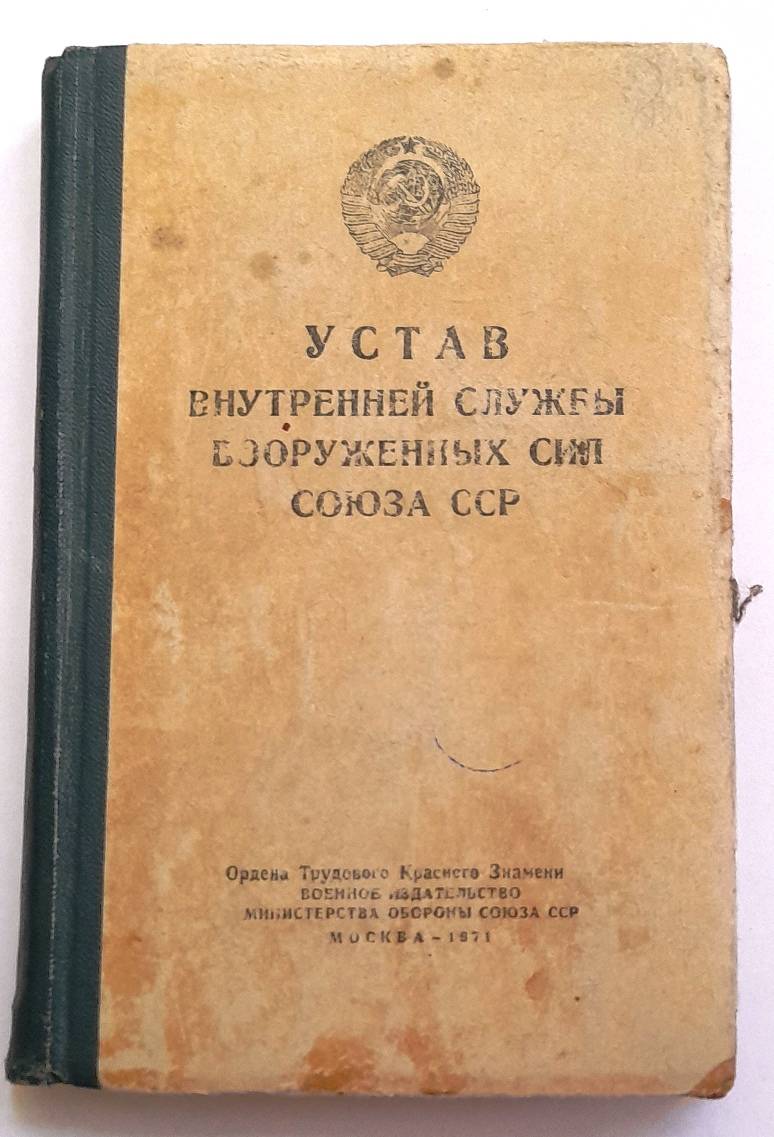 УСТАВ
ВНУТРЕННЕЙ СЛУЖБЫ
ВООРУЖЕННЫХ СИЛ
СОЮЗА ССР
Ордена Трудового Красного Знамени
ВОЕННОЕ ИЗДАТЕЛЬСТВО
МИНИСТЕРСТВА ОБОРОНЫ СОЮЗА ССР
МОСКВА – 1971